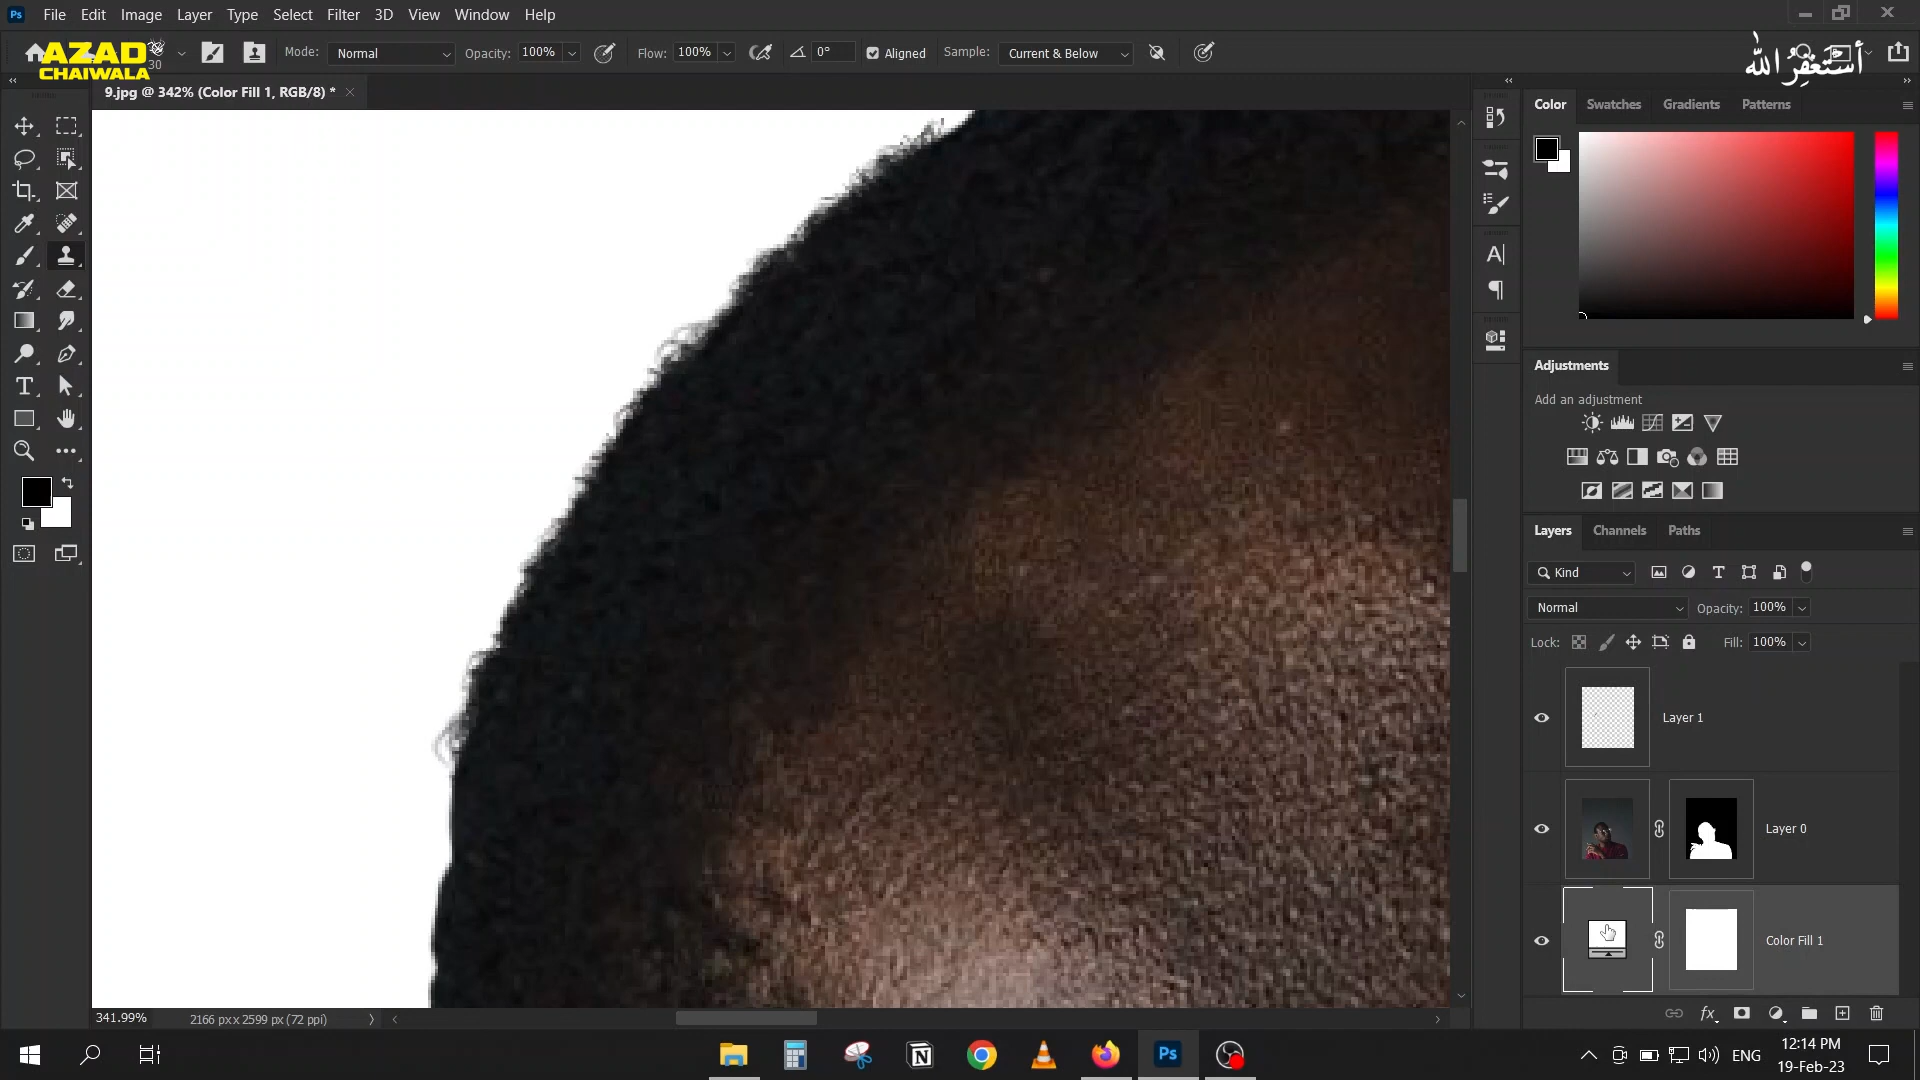 File Edit Image Layer Type Select Filter 3D View Window Help
AZAD
CHAIWALA
30
Mode: Normal Opacity: 100% Flow: 100% 0° Aligned Sample: Current & Below
أستغفر الله
9.jpg @ 342% (Color Fill 1, RGB/8) *
Color Swatches Gradients Patterns
Adjustments
Add an adjustment
Layers Channels Paths
Kind
Normal Opacity: 100%
Lock: Fill: 100%
Layer 1
Layer 0
Color Fill 1
341.99% 2166 px x 2599 px (72 ppi)
ENG
12:14 PM
19-Feb-23